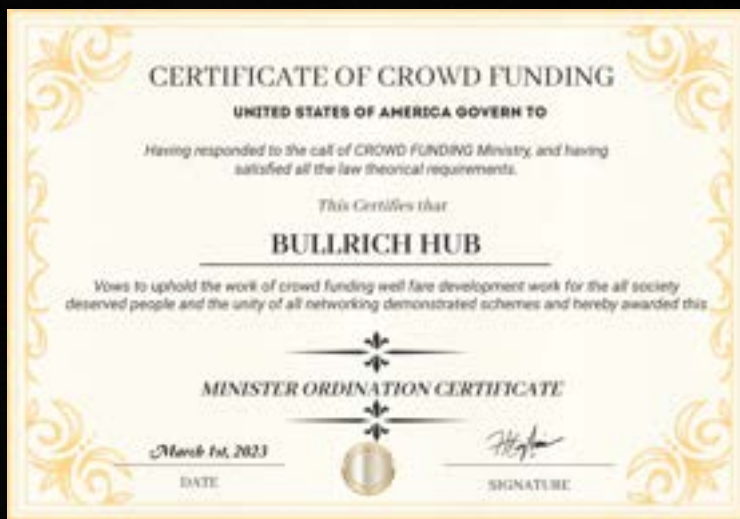 CERTIFICATE OF CROWD FUNDING
UNITED STATES OF AMERICA GOVERN TO
Having responded to the call of CROWD FUNDING Ministry, and having
satisfied all the law theorical requirements.
This Certifies that
BULLRICH HUB
Vows to uphold the work of crowd funding well fare development work for the all society
deserved people and the unity of all networking demonstrated schemes and hereby awarded this
MINISTER ORDINATION CERTIFICATE
March 1st, 2023
DATE
SIGNATURE